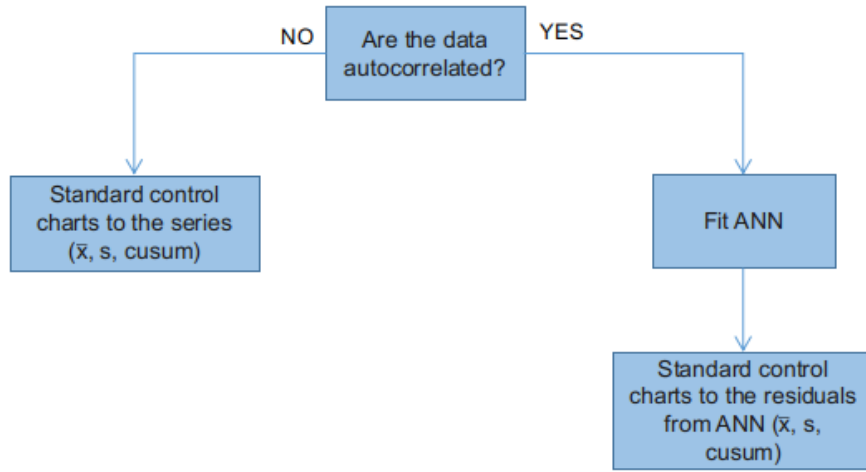 NO
Are the data
autocorrelated?
YES
Standard control
charts to the series
(x̅, s, cusum)
Fit ANN
Standard control
charts to the residuals
from ANN (x̅, s,
cusum)